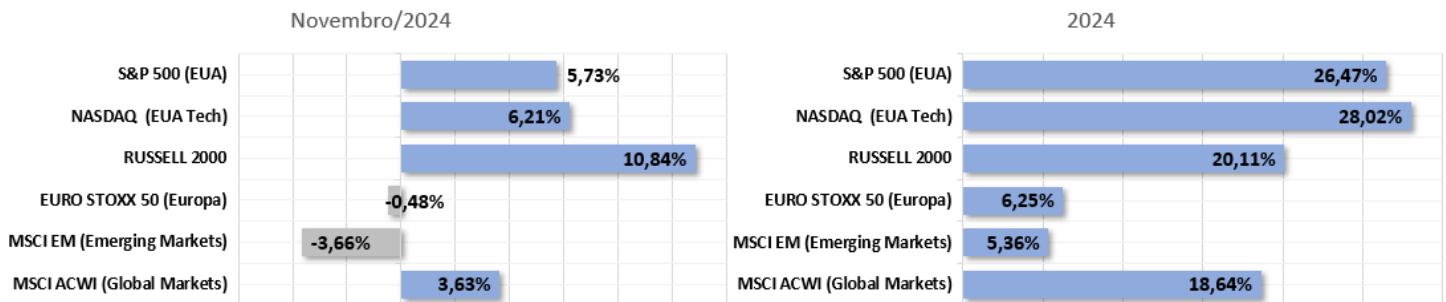 Novembro/2024
S&P 500 (EUA)
5,73%
NASDAQ (EUA Tech)
6,21%
RUSSELL 2000
10,84%
EURO STOXX 50 (Europa)
-0,48%
MSCI EM (Emerging Markets)
-3,66%
MSCI ACWI (Global Markets)
3,63%
2024
S&P 500 (EUA)
26,47%
NASDAQ (EUA Tech)
28,02%
RUSSELL 2000
20,11%
EURO STOXX 50 (Europa)
6,25%
MSCI EM (Emerging Markets)
5,36%
MSCI ACWI (Global Markets)
18,64%